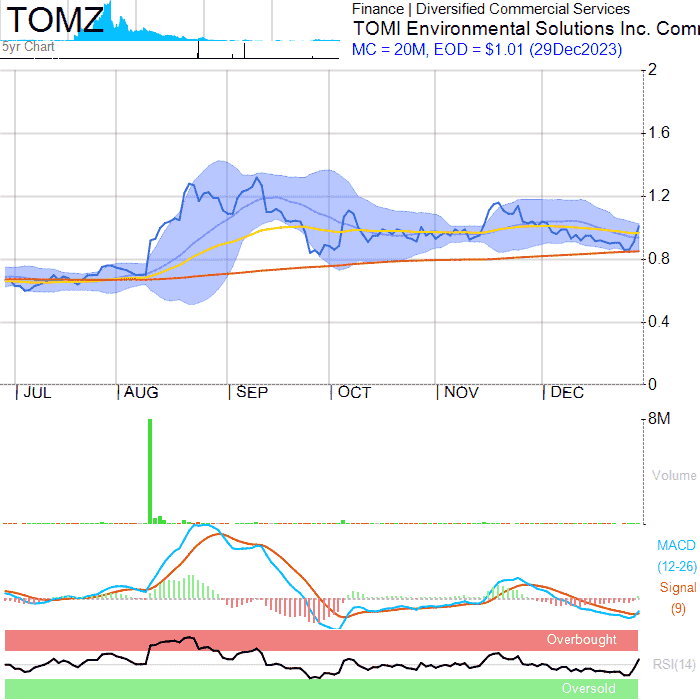 TOMZ
5yr Chart
Finance | Diversified Commercial Services
TOMI Environmental Solutions Inc. Com
MC = 20M, EOD = $1.01 (29Dec2023)
2
1.6
1.2
0.8
0.4
0
| JUL | AUG | SEP | OCT | NOV | DEC
8M
Volume
MACD
(12-26)
Signal
(9)
Overbought
RSI(14)
Oversold